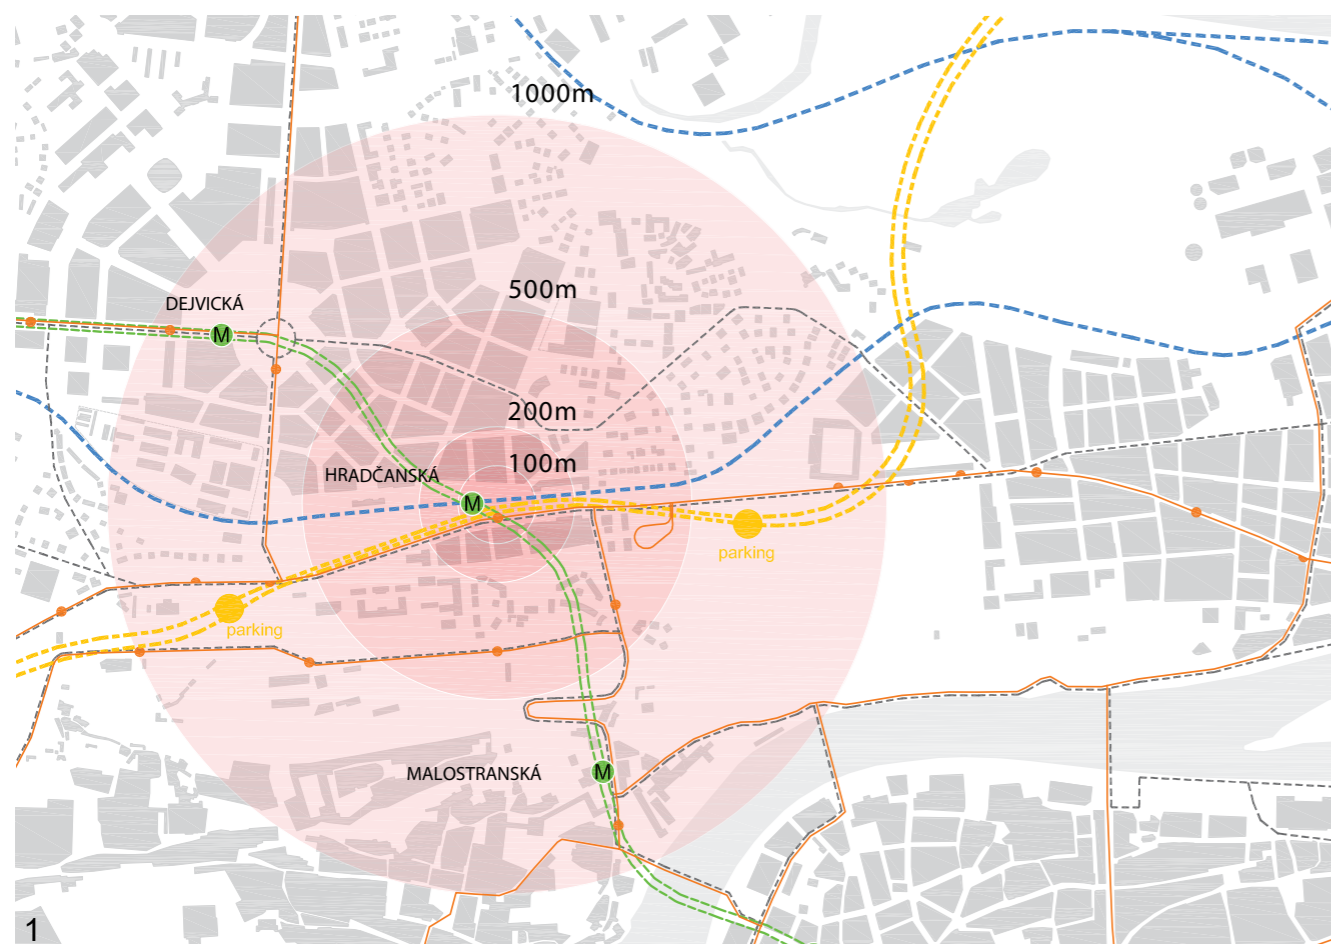 1000m
500m
DEJVICKÁ
M
200m
100m
HRADČANSKÁ
M
parking
parking
MALOSTRANSKÁ
M
1